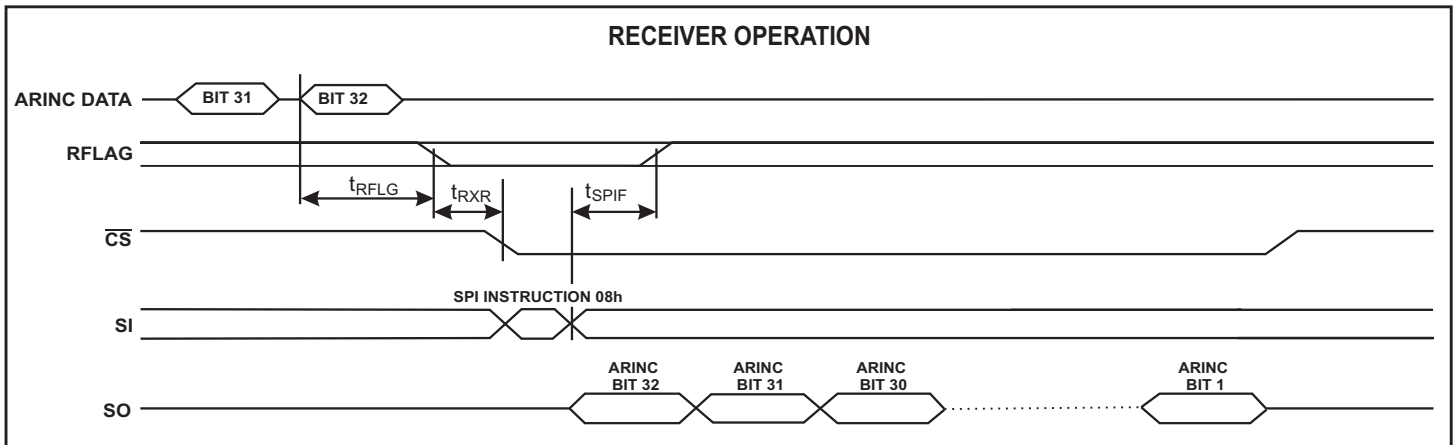 RECEIVER OPERATION
ARINC DATA
BIT 31
BIT 32
RFLAG
tRFLG
tRXR
tSPIF
CS
SPI INSTRUCTION 08h
SI
ARINC
BIT 32
ARINC
BIT 31
ARINC
BIT 30
ARINC
BIT 1
SO